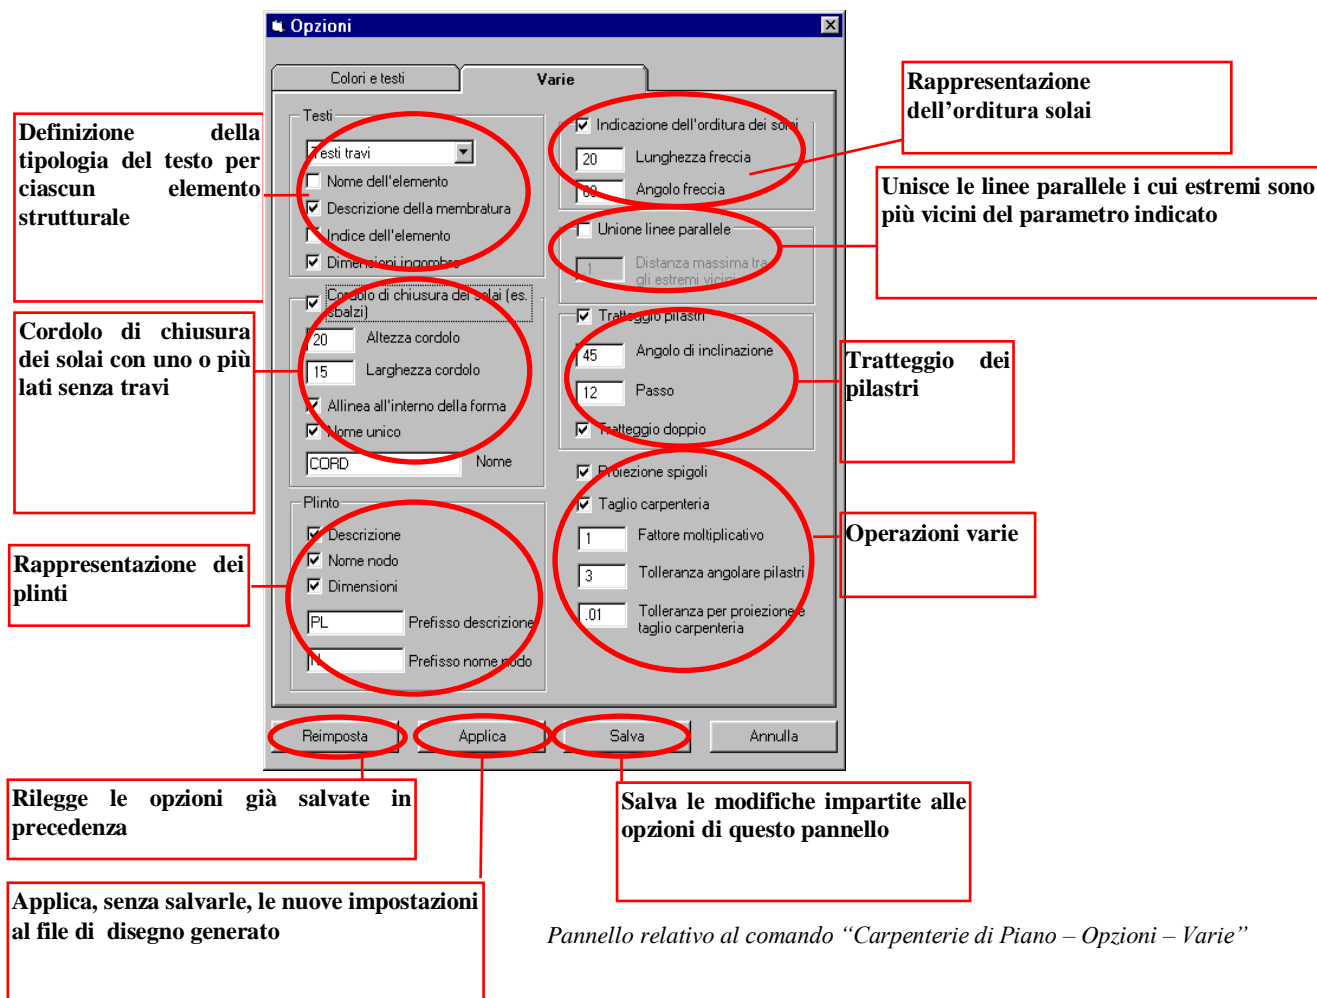 Opzioni
Colori e testi
Varie
Definizione della
tipologia del testo per
ciascun elemento
strutturale
Testi
Testi travi
Nome dell'elemento
Descrizione della membratura
Indice dell'elemento
Dimensioni ingombro
Cordolo di chiusura
dei solai con uno o più
lati senza travi
Cordolo di chiusura dei solai (es.
sbalzi)
20 Altezza cordolo
15 Larghezza cordolo
Allinea all'interno della forma
Nome unico
CORD Nome
Rappresentazione dei
plinti
Plinto
Descrizione
Nome nodo
Dimensioni
PL Prefisso descrizione
Prefisso nome nodo
Rappresentazione
dell'orditura solai
Indicazione dell'orditura dei solai
20 Lunghezza freccia
Angolo freccia
Unisce le linee parallele i cui estremi sono
più vicini del parametro indicato
Unione linee parallele
.1 Distanza massima tra
gli estremi vicini
Tratteggio dei
pilastri
Tratteggio pilastri
45 Angolo di inclinazione
12 Passo
Tratteggio doppio
Operazioni varie
Proiezione spigoli
Taglio carpenteria
1 Fattore moltiplicativo
3 Tolleranza angolare pilastri
.01 Tolleranza per proiezione e
taglio carpenteria
Reimposta
Applica
Salva
Annulla
Rilegge le opzioni già salvate in
precedenza
Salva le modifiche impartite alle
opzioni di questo pannello
Applica, senza salvarle, le nuove impostazioni
al file di disegno generato
Pannello relativo al comando “Carpenterie di Piano – Opzioni – Varie”